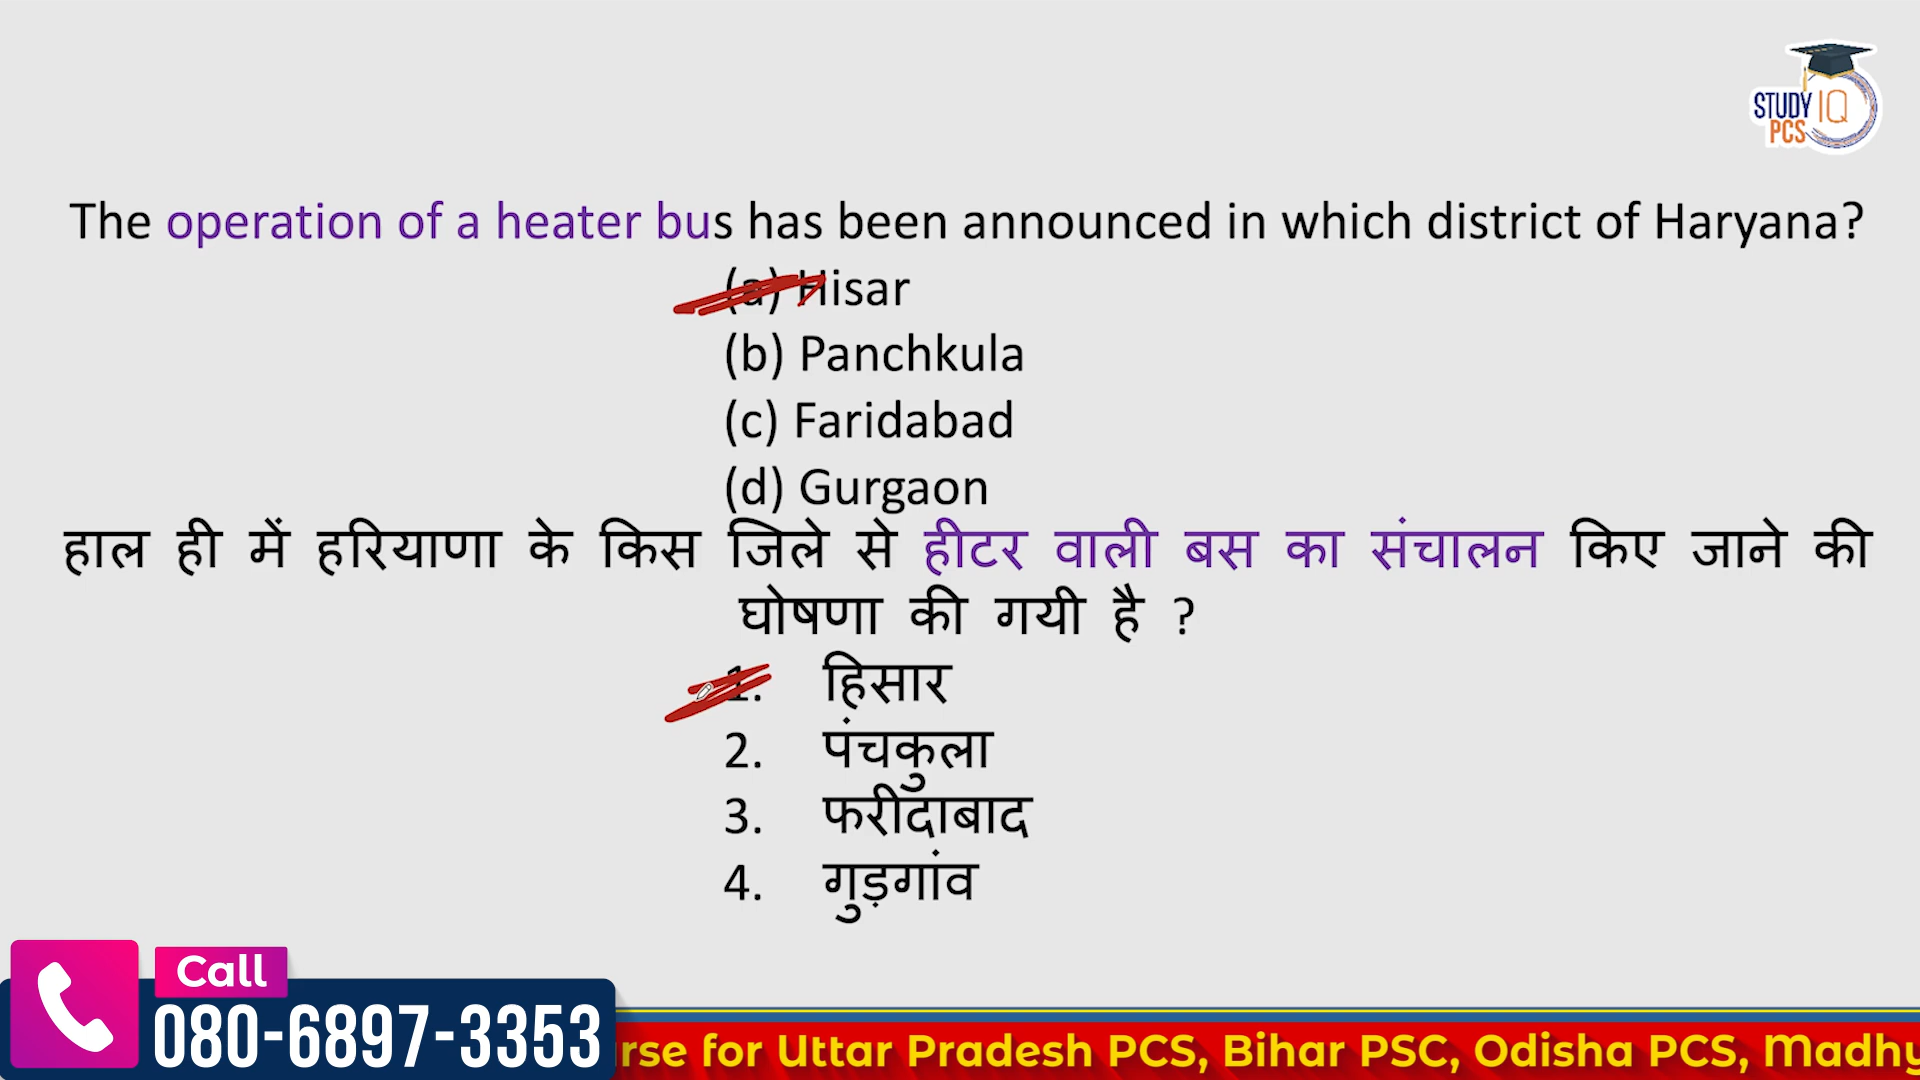 STUDY IQ
PCS
The operation of a heater bus has been announced in which district of Haryana?
(a) Hisar
(b) Panchkula
(c) Faridabad
(d) Gurgaon
हाल ही में हरियाणा के किस जिले से हीटर वाली बस का संचालन किए जाने की
घोषणा की गयी है ?
1. हिसार
2. पंचकुला
3. फरीदाबाद
4. गुड़गांव
Call
080-6897-3353
rse for Uttar Pradesh PCS, Bihar PSC, Odisha PCS, Madhy